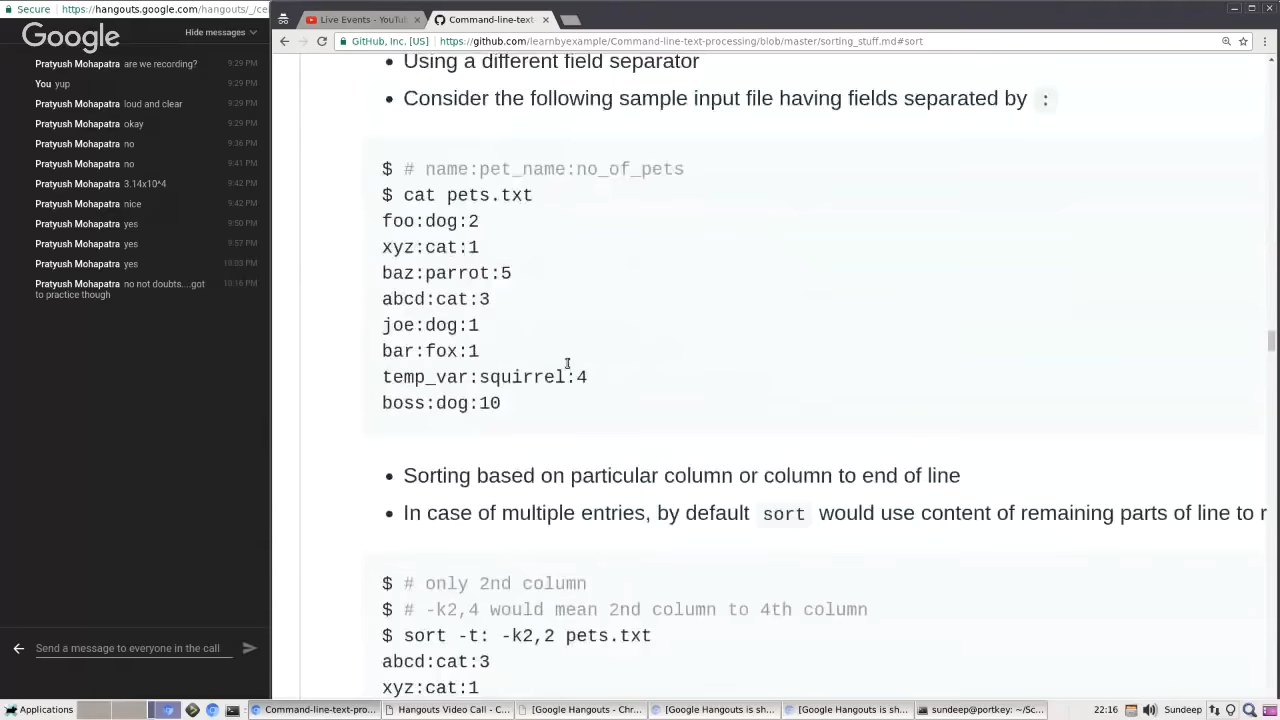 Secure https://hangouts.google.com/hangouts/_/ce
Google
Hide messages
Pratyush Mohapatra are we recording? 9:29 PM
You yup 9:29 PM
Pratyush Mohapatra loud and clear 9:29 PM
Pratyush Mohapatra okay 9:29 PM
Pratyush Mohapatra no 9:36 PM
Pratyush Mohapatra no 9:41 PM
Pratyush Mohapatra 3.14x10^4 9:42 PM
Pratyush Mohapatra nice 9:42 PM
Pratyush Mohapatra yes 9:50 PM
Pratyush Mohapatra yes 9:57 PM
Pratyush Mohapatra yes 10:03 PM
Pratyush Mohapatra no not doubts....got 10:16 PM
to practice though
Send a message to everyone in the call
Live Events - YouTu
Command-line-text-
GitHub, Inc. [US] https://github.com/learnbyexample/Command-line-text-processing/blob/master/sorting_stuff.md#sort
• Using a different field separator
• Consider the following sample input file having fields separated by :
$ # name:pet_name:no_of_pets
$ cat pets.txt
foo:dog:2
xyz:cat:1
baz:parrot:5
abcd:cat:3
joe:dog:1
bar:fox:1
temp_var:squirrel:4
boss:dog:10
• Sorting based on particular column or column to end of line
• In case of multiple entries, by default sort would use content of remaining parts of line to r
$ # only 2nd column
$ # -k2,4 would mean 2nd column to 4th column
$ sort -t: -k2,2 pets.txt
abcd:cat:3
xyz:cat:1
Applications
Command-line-text-pro...
Hangouts Video Call - C...
[Google Hangouts - Chr...
[Google Hangouts is sh...
[Google Hangouts is sh...
sundeep@portkey: ~/Sc...
22:16
Sundeep